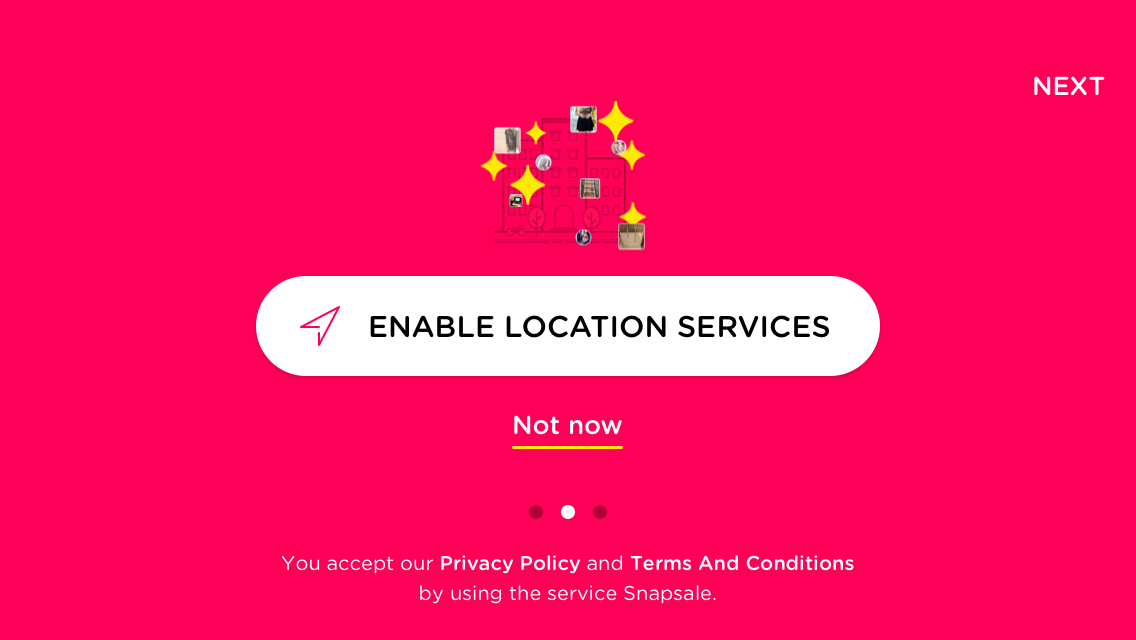 NEXT
ENABLE LOCATION SERVICES
Not now
You accept our Privacy Policy and Terms And Conditions
by using the service Snapsale.